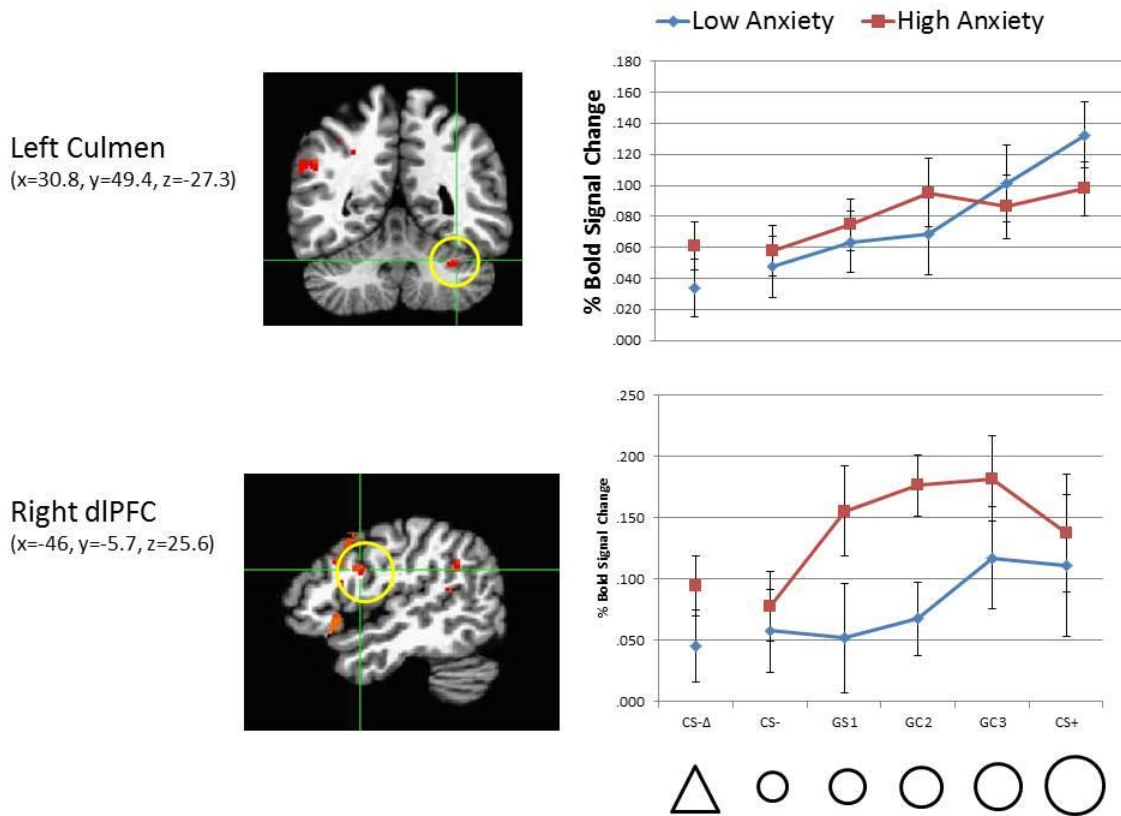 Low Anxiety High Anxiety
Left Culmen
(x=30.8, y=49.4, z=-27.3)
% Bold Signal Change
.180
.160
.140
.120
.100
.080
.060
.040
.020
.000
Right dlPFC
(x=-46, y=-5.7, z=25.6)
% Bold Signal Change
.250
.200
.150
.100
.050
.000
CS-Δ CS- GS1 GC2 GC3 CS+